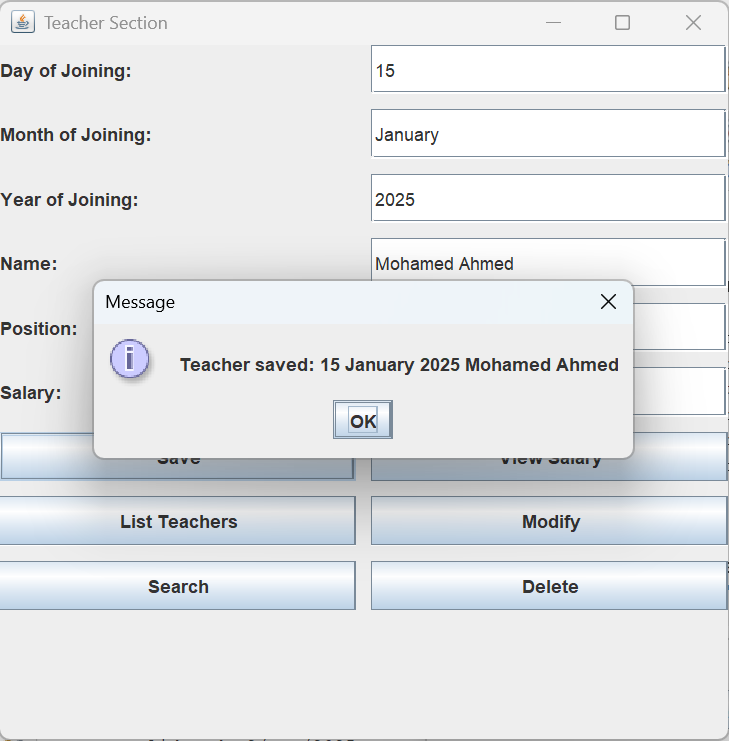 Teacher Section
Day of Joining: 15
Month of Joining: January
Year of Joining: 2025
Name: Mohamed Ahmed
Message
Position:
Teacher saved: 15 January 2025 Mohamed Ahmed
Salary:
OK
Save View Salary
List Teachers Modify
Search Delete